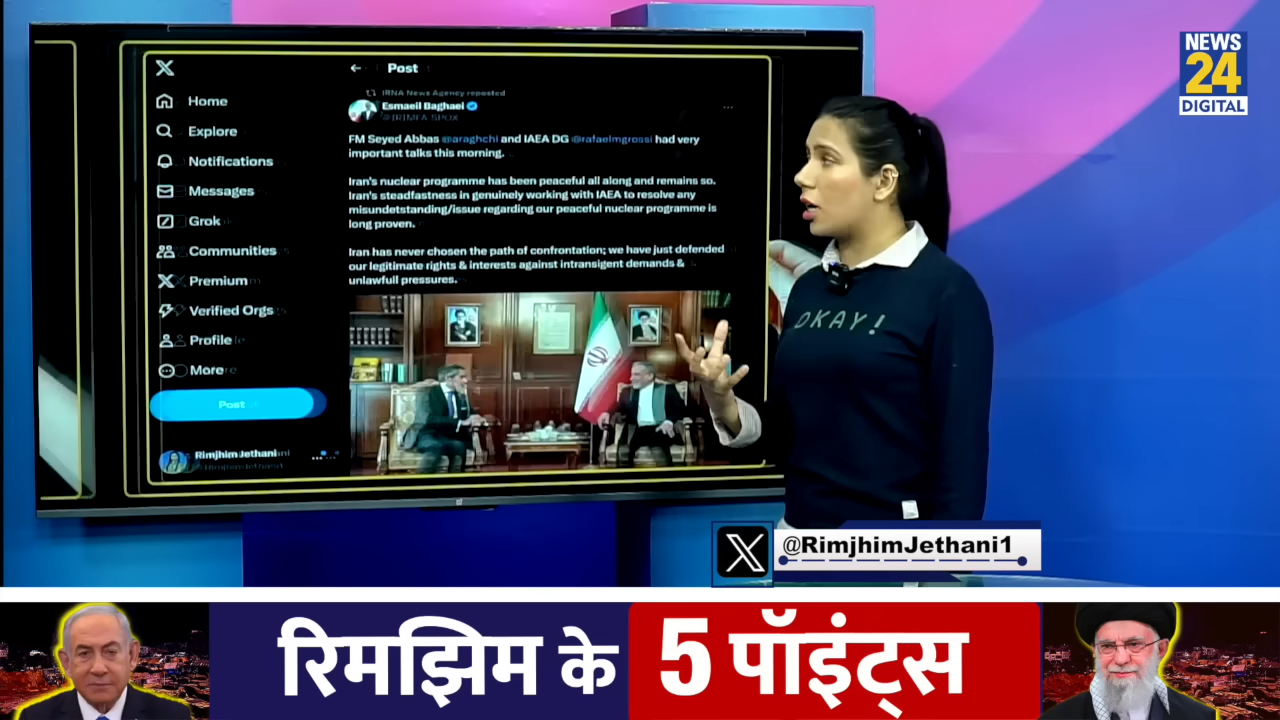 Home
Explore
Notifications
Messages
Grok
Communities
Premium
Verified Orgs
Profile
More
Post
Rimjhim Jethani
Post
IRNA News Agency reposted
Esmaeil Baghaei
@IRIMFA_SPOX
FM Seyed Abbas @araghchi and IAEA DG @rafaelmgrossi had very
important talks this morning.
Iran's nuclear programme has been peaceful all along and remains so.
Iran's steadfastness in genuinely working with IAEA to resolve any
misundetstanding/issue regarding our peaceful nuclear programme is
long proven.
Iran has never chosen the path of confrontation; we have just defended
our legitimate rights & interests against intransigent demands &
unlawfull pressures.
OKAY!
NEWS
24
DIGITAL
X
@RimjhimJethani1
रिमझिम के 5 पॉइंट्स